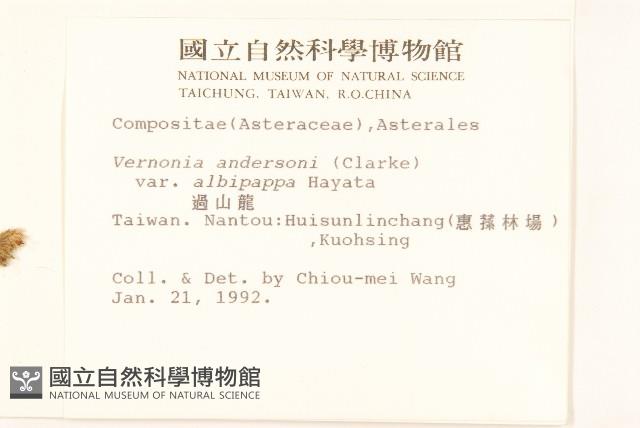 國立自然科學博物館
NATIONAL MUSEUM OF NATURAL SCIENCE
TAICHUNG, TAIWAN, R.O.CHINA
Compositae(Asteraceae),Asterales
Vernonia andersoni (Clarke)
var. albipappa Hayata
過山龍
Taiwan. Nantou:Huisunlinchang(惠蓀林場)
,Kuohsing
Coll. & Det. by Chiou-mei Wang
Jan. 21, 1992.
國立自然科學博物館
NATIONAL MUSEUM OF NATURAL SCIENCE